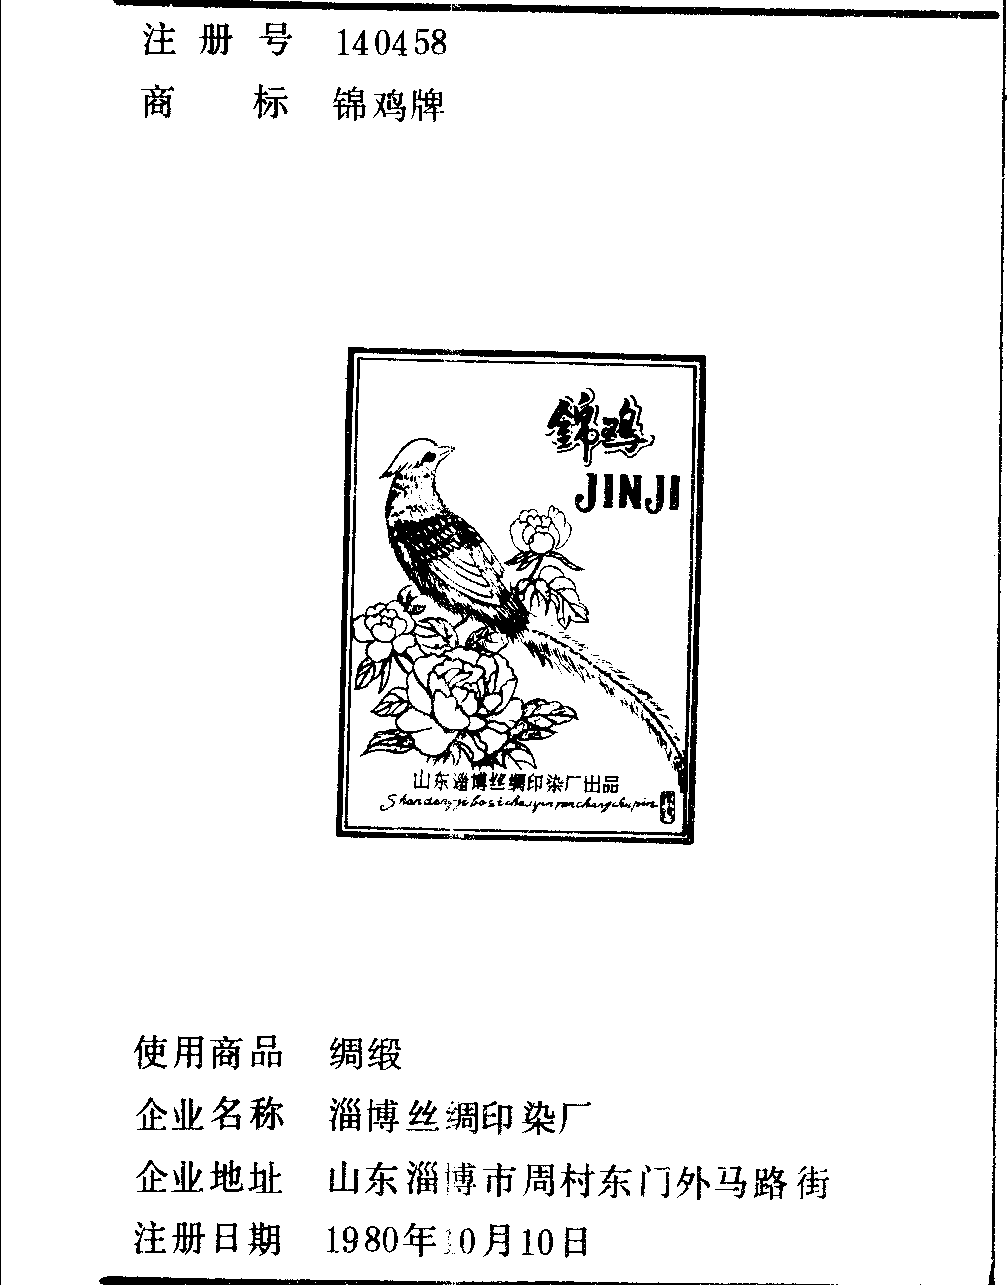 注册号 140458
商标 锦鸡牌
錦鸡
JINJI
山东淄博丝绸印染厂出品
使用商品 绸缎
企业名称 淄博丝绸印染厂
企业地址 山东淄博市周村东门外马路街
注册日期 1980年10月10日